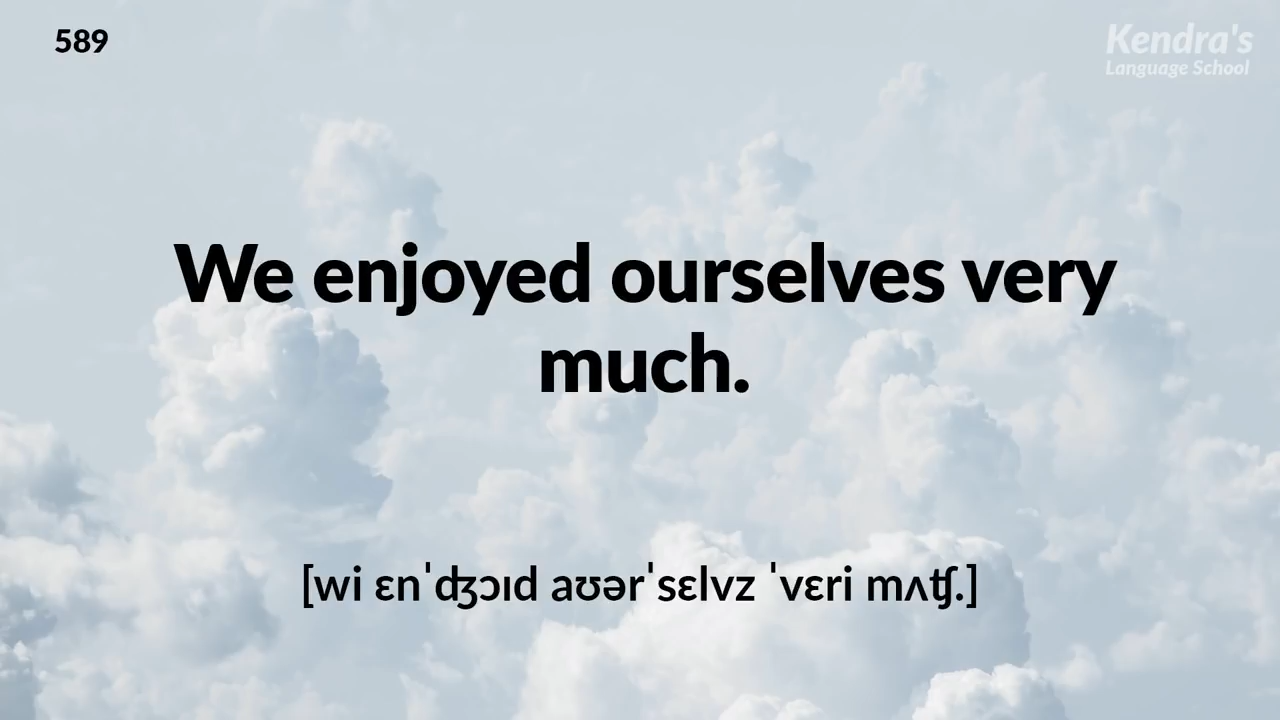 589
Kendra's
Language School
We enjoyed ourselves very
much.
[wi ɛnˈʤɔɪd aʊərˈsɛlvz ˈvɛri mʌʧ.]